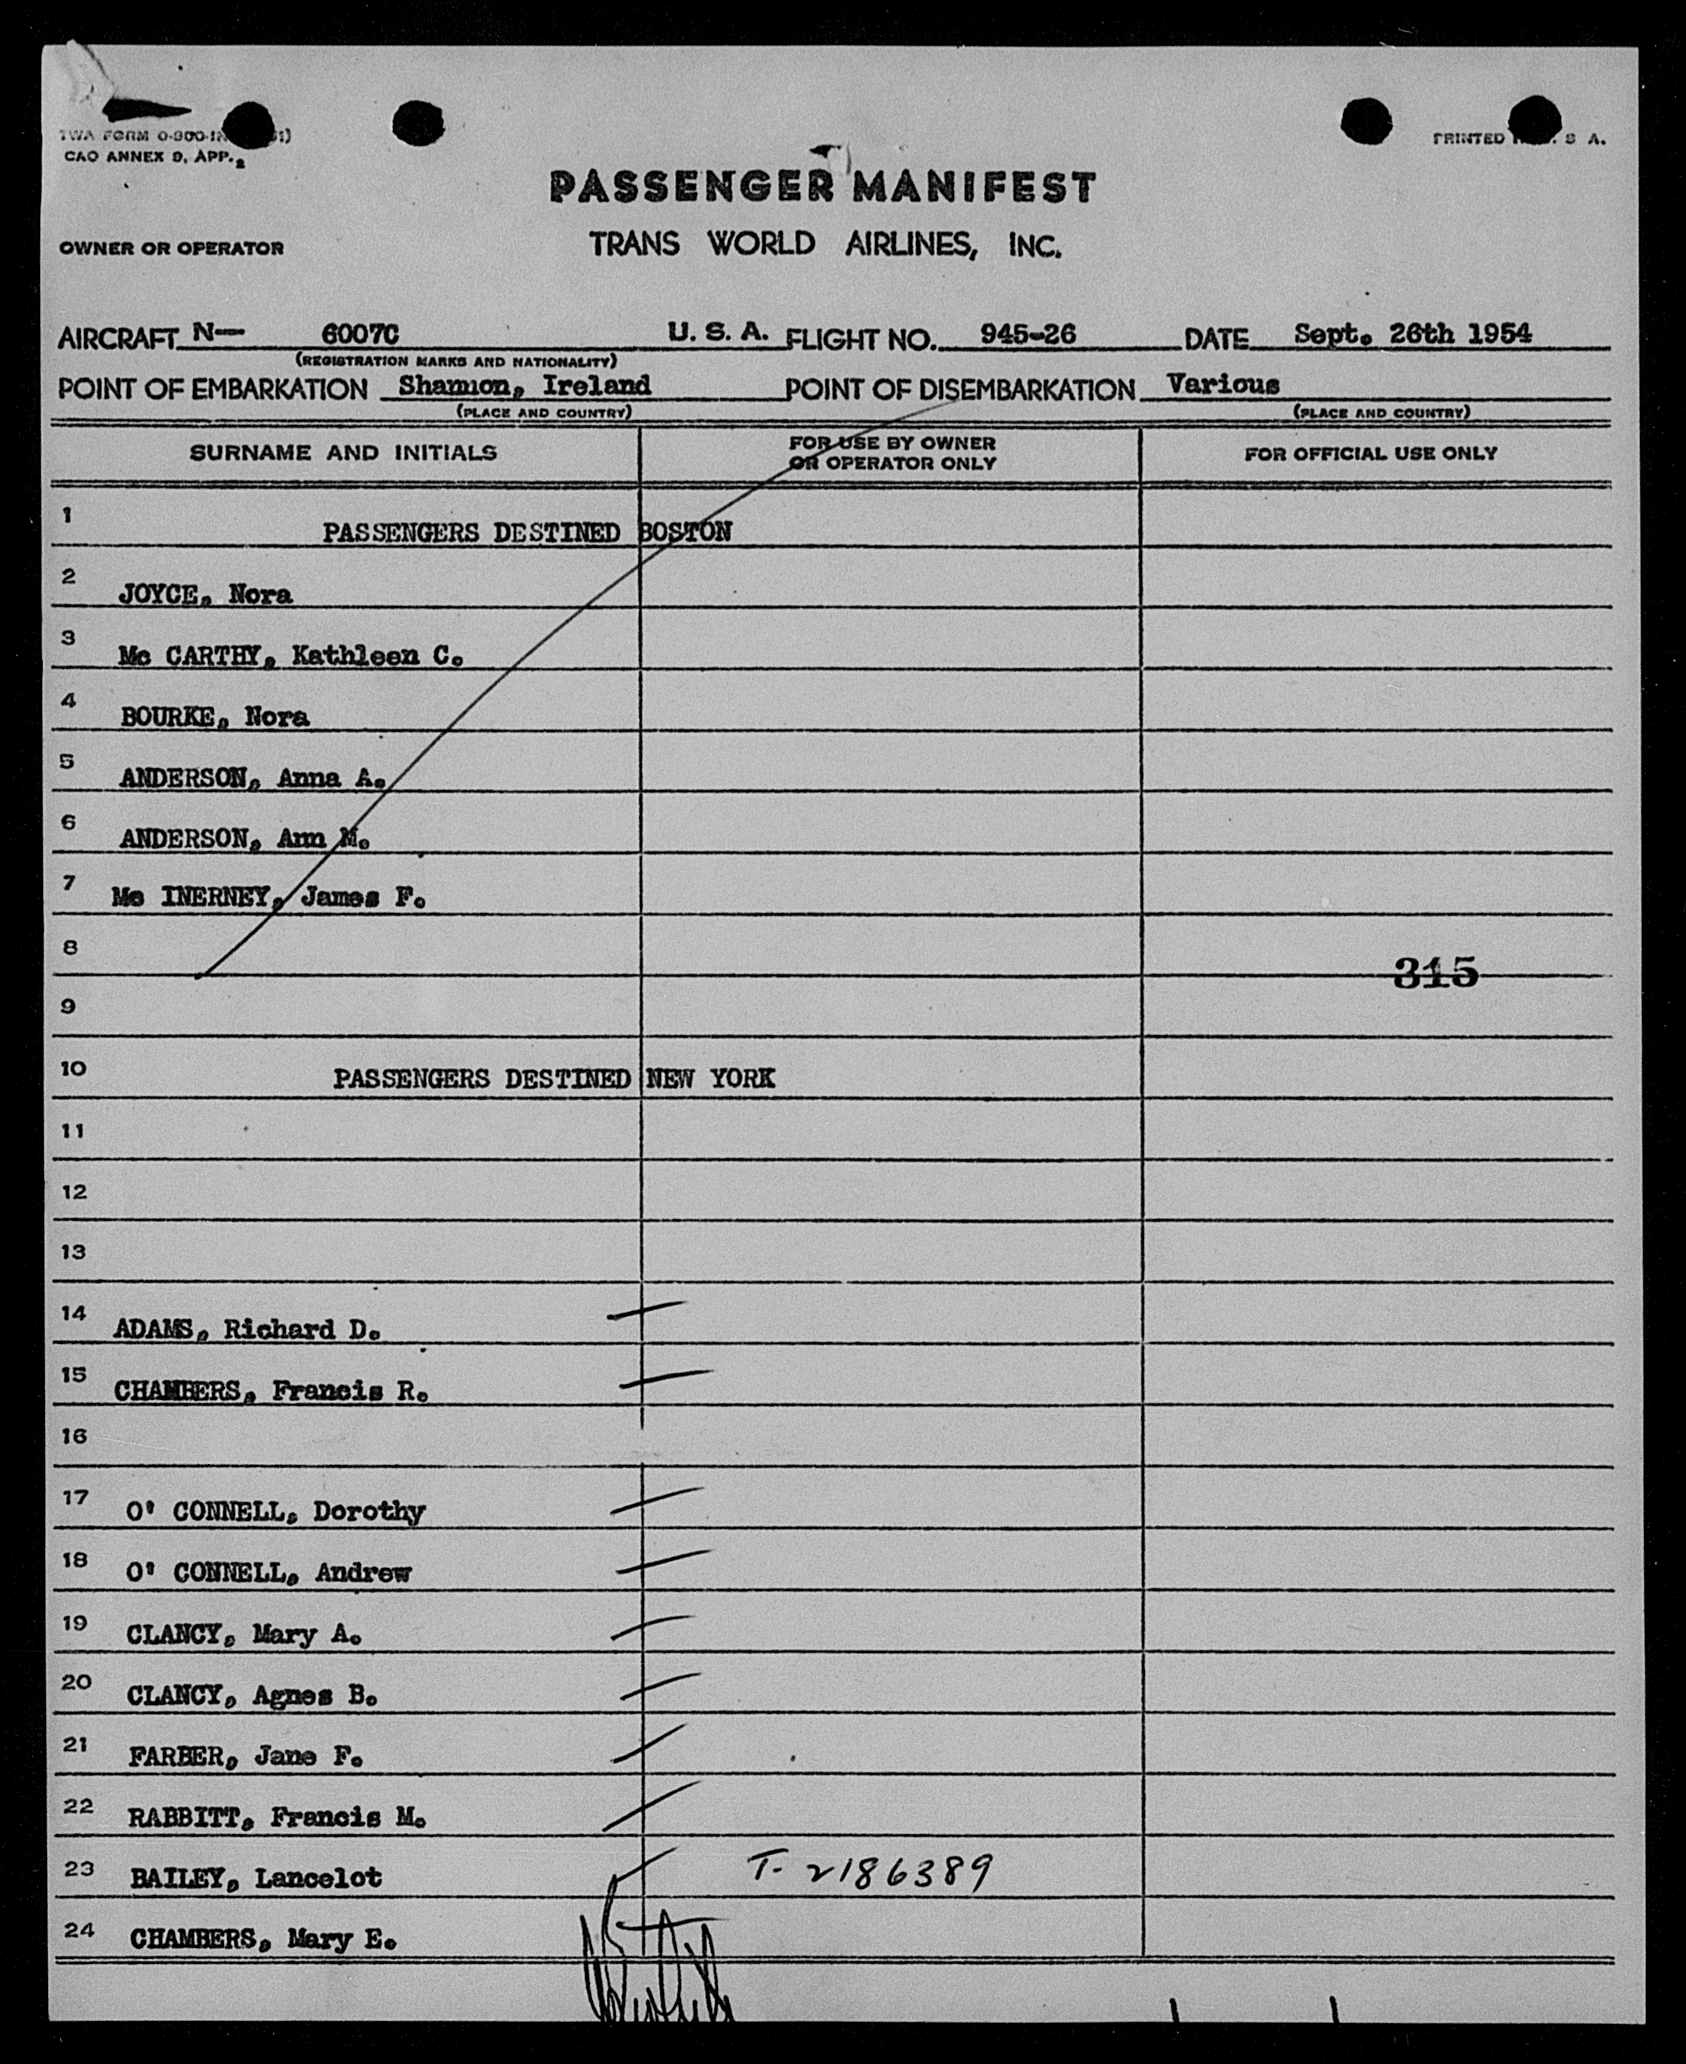 TWA FORM 0-300-
CAO ANNEX 9, APP. 2
PRINTED S A.
PASSENGER MANIFEST
OWNER OR OPERATOR TRANS WORLD AIRLINES, INC.
AIRCRAFT N— 6007C U. S. A. FLIGHT NO. 945-26 DATE Sept. 26th 1954
(REGISTRATION MARKS AND NATIONALITY)
POINT OF EMBARKATION Shannon, Ireland POINT OF DISEMBARKATION Various
(PLACE AND COUNTRY) (PLACE AND COUNTRY)
SURNAME AND INITIALS FOR USE BY OWNER OR OPERATOR ONLY FOR OFFICIAL USE ONLY
1 PASSENGERS DESTINED BOSTON
2 JOYCE, Nora
3 Mc CARTHY, Kathleen C.
4 BOURKE, Nora
5 ANDERSON, Anna A.
6 ANDERSON, Ann M.
7 Mc INERNEY, James F.
8
315
9
10 PASSENGERS DESTINED NEW YORK
11
12
13
14 ADAMS, Richard D.
15 CHAMBERS, Francis R.
16
17 O' CONNELL, Dorothy
18 O' CONNELL, Andrew
19 CLANCY, Mary A.
20 CLANCY, Agnes B.
21 FARBER, Jane F.
22 RABBITT, Francis M.
23 BAILEY, Lancelot T- 2186389
24 CHAMBERS, Mary E.